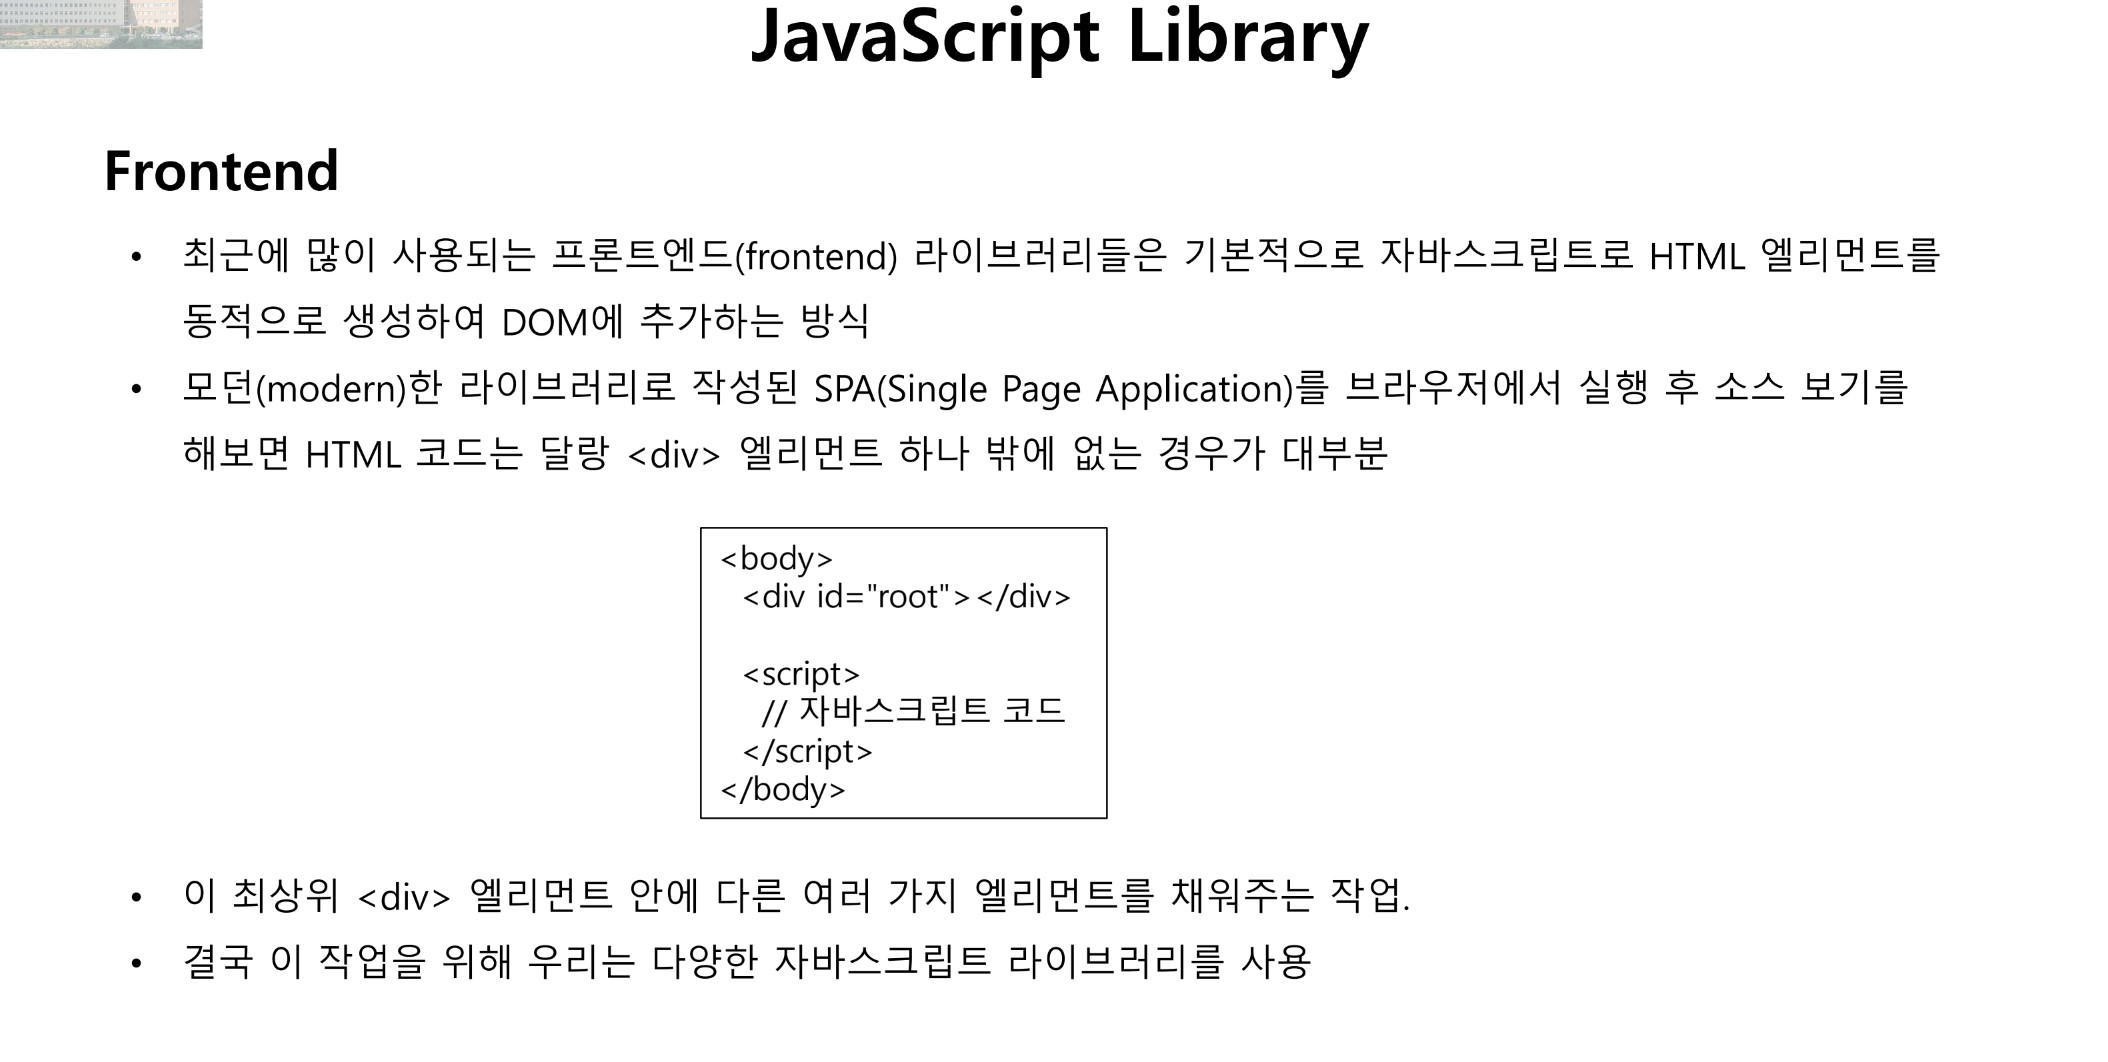 JavaScript Library
Frontend
• 최근에 많이 사용되는 프론트엔드(frontend) 라이브러리들은 기본적으로 자바스크립트로 HTML 엘리먼트를
동적으로 생성하여 DOM에 추가하는 방식
• 모던(modern)한 라이브러리로 작성된 SPA(Single Page Application)를 브라우저에서 실행 후 소스 보기를
해보면 HTML 코드는 달랑 <div> 엘리먼트 하나 밖에 없는 경우가 대부분
<body>
<div id="root"></div>
<script>
// 자바스크립트 코드
</script>
</body>
• 이 최상위 <div> 엘리먼트 안에 다른 여러 가지 엘리먼트를 채워주는 작업.
• 결국 이 작업을 위해 우리는 다양한 자바스크립트 라이브러리를 사용